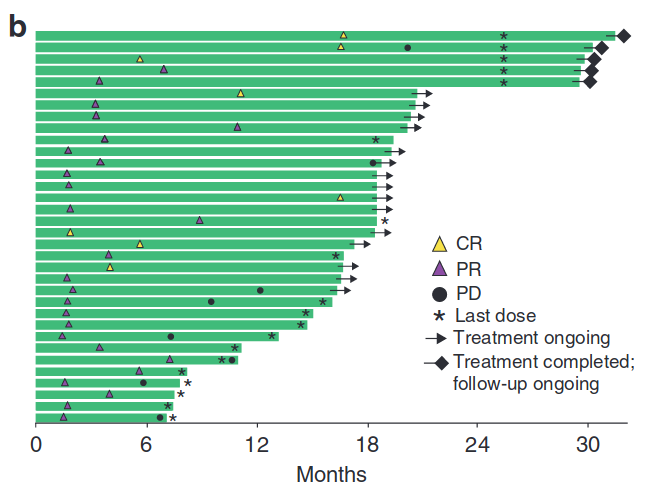 b
CR
PR
PD
* Last dose
Treatment ongoing
Treatment completed;
follow-up ongoing
0 6 12 18 24 30
Months